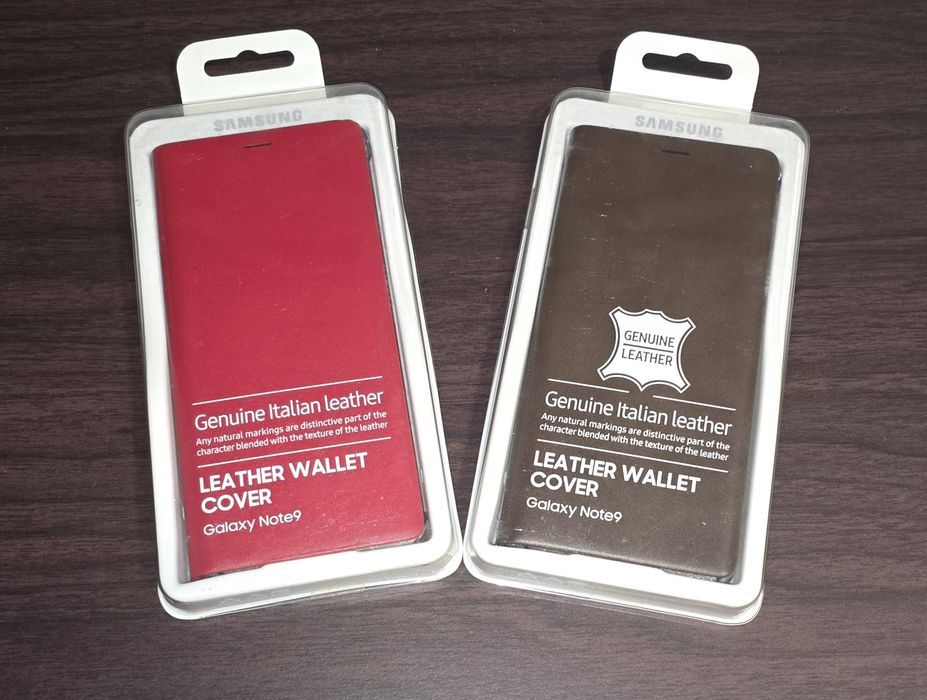 SAMSUNG
Genuine Italian leather
Any natural markings are distinctive part of the
character blended with the texture of the leather
LEATHER WALLET
COVER
Galaxy Note9
SAMSUNG
GENUINE
LEATHER
Genuine Italian leather
Any natural markings are distinctive part of the
character blended with the texture of the leather
LEATHER WALLET
COVER
Galaxy Note9